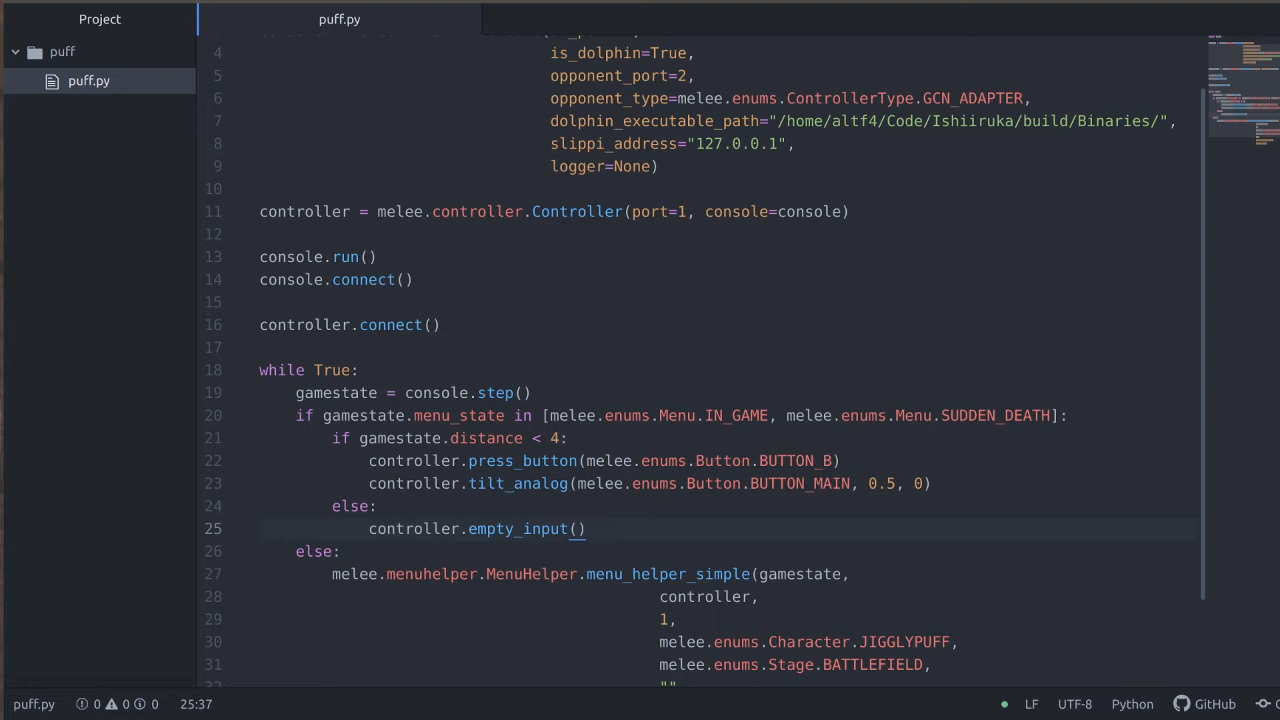 Project
puff.py
puff
puff.py
4 is_dolphin=True,
5 opponent_port=2,
6 opponent_type=melee.enums.ControllerType.GCN_ADAPTER,
7 dolphin_executable_path="/home/altf4/Code/Ishiiruka/build/Binaries/",
8 slippi_address="127.0.0.1",
9 logger=None)
10
11 controller = melee.controller.Controller(port=1, console=console)
12
13 console.run()
14 console.connect()
15
16 controller.connect()
17
18 while True:
19 gamestate = console.step()
20 if gamestate.menu_state in [melee.enums.Menu.IN_GAME, melee.enums.Menu.SUDDEN_DEATH]:
21 if gamestate.distance < 4:
22 controller.press_button(melee.enums.Button.BUTTON_B)
23 controller.tilt_analog(melee.enums.Button.BUTTON_MAIN, 0.5, 0)
24 else:
25 controller.empty_input()
26 else:
27 melee.menuhelper.MenuHelper.menu_helper_simple(gamestate,
28 controller,
29 1,
30 melee.enums.Character.JIGGLYPUFF,
31 melee.enums.Stage.BATTLEFIELD,
32 ""
puff.py 0 0 0 25:37 LF UTF-8 Python GitHub